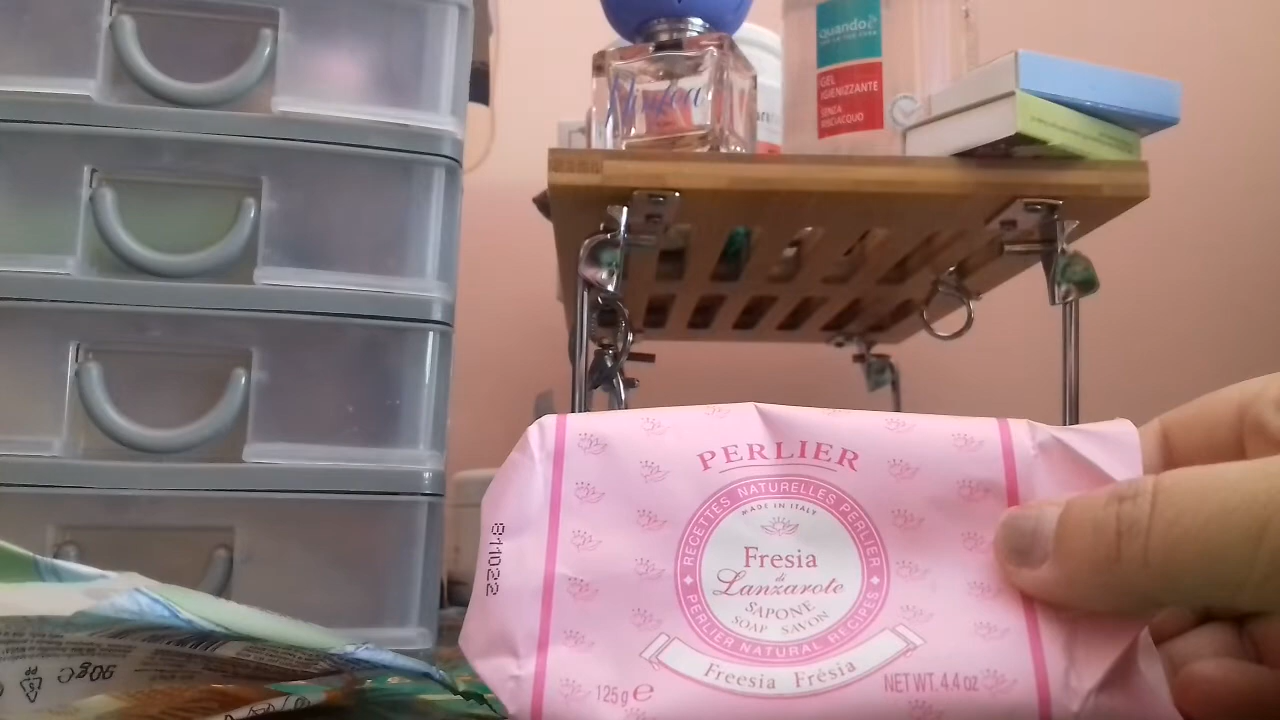 quando
GEL
IGIENIZZANTE
SENZA
RISCIACQUO
PERLIER
RECETTES NATURELLES PERLIER
MADE IN ITALY
Fresia
di
Lanzarote
SAPONE
SOAP SAVON
PERLIER NATURAL RECIPES
Freesia Frésia
125g e
NET WT. 4.4 oz
811022
90g e
PP